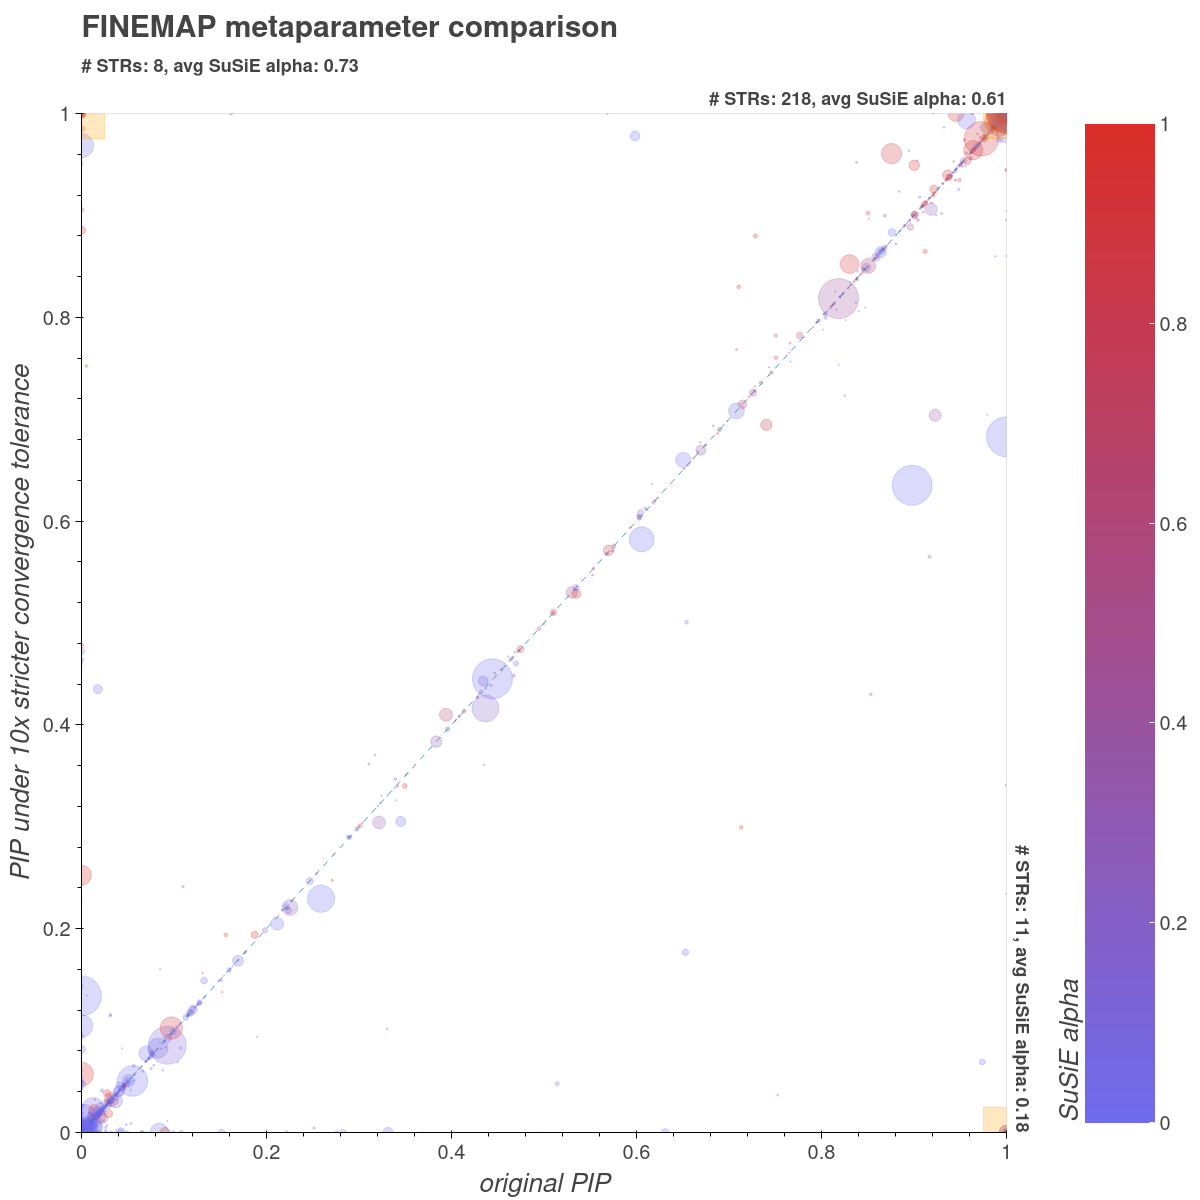 FINEMAP metaparameter comparison
# STRs: 8, avg SuSiE alpha: 0.73
# STRs: 218, avg SuSiE alpha: 0.61
1
0.8
0.6
0.4
0.2
0
PIP under 10x stricter convergence tolerance
0
0.2
0.4
0.6
0.8
1
original PIP
# STRs: 11, avg SuSiE alpha: 0.18
SuSiE alpha
1
0.8
0.6
0.4
0.2
0